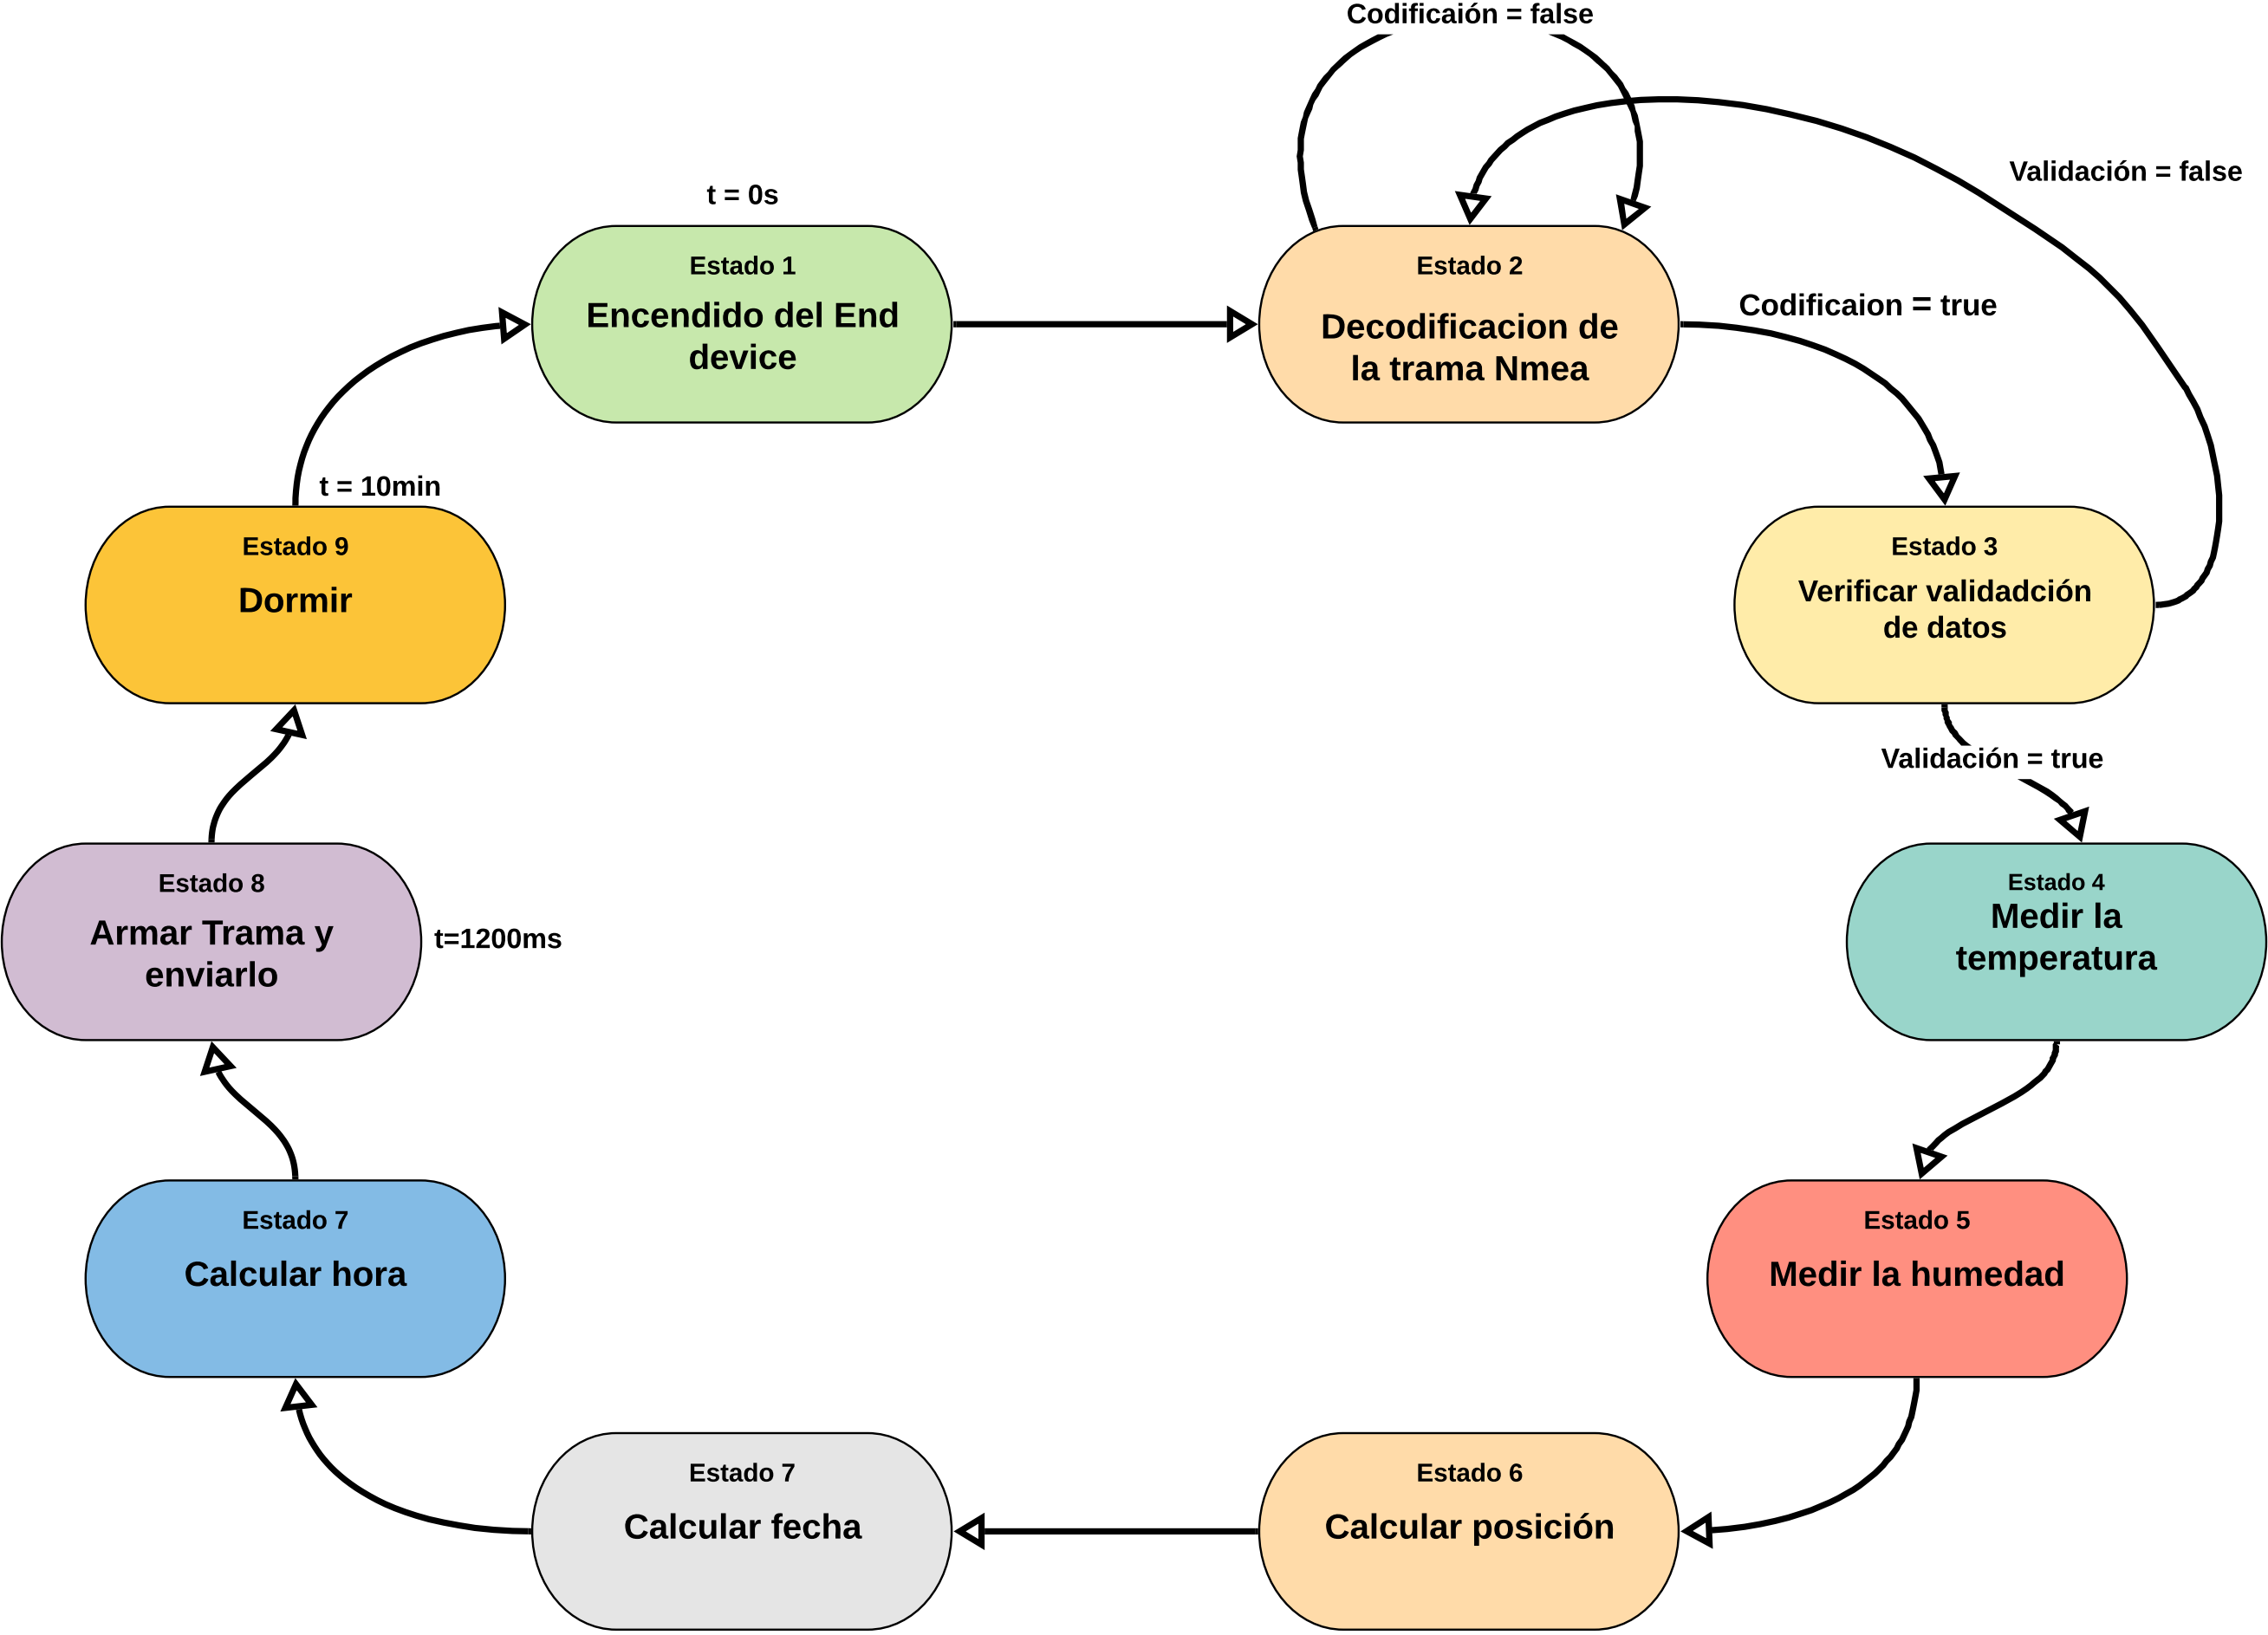 Codificaión = false
Validación = false
t = 0s
Estado 1
Encendido del End
device
Estado 2
Decodificacion de
la trama Nmea
Codificaion = true
t = 10min
Estado 9
Dormir
Estado 3
Verificar validadción
de datos
Validación = true
Estado 8
Armar Trama y
enviarlo
t=1200ms
Estado 4
Medir la
temperatura
Estado 7
Calcular hora
Estado 5
Medir la humedad
Estado 7
Calcular fecha
Estado 6
Calcular posición